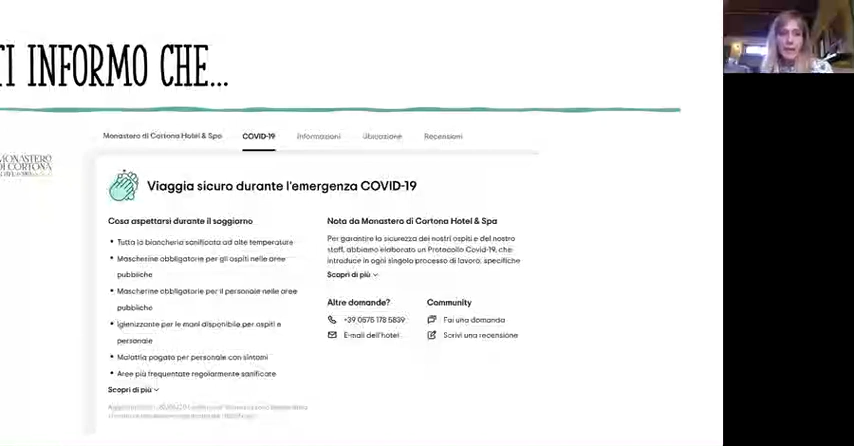 TI INFORMO CHE...
MONASTERO
DI CORTONA
Monastero di Cortona Hotel & Spa COVID-19 Informazioni Ubicazione Recensioni
Viaggia sicuro durante l'emergenza COVID-19
Cosa aspettarsi durante il soggiorno
• Tutta la biancheria sanificata ad alte temperature
• Mascherine obbligatorie per gli ospiti nelle aree
pubbliche
• Mascherine obbligatorie per il personale nelle aree
pubbliche
• Igienizzante per le mani disponibile per ospiti e
personale
• Malattia pagata per personale con sintomi
• Aree più frequentate regolarmente sanificate
Scopri di più
Nota da Monastero di Cortona Hotel & Spa
Per garantire la sicurezza dei nostri ospiti e del nostro
staff, abbiamo elaborato un Protocollo Covid-19, che
introduce in ogni singolo processo di lavoro, specifiche
Scopri di più
Altre domande?
+39 0575 178 5839
E-mail dell'hotel
Community
Fai una domanda
Scrivi una recensione